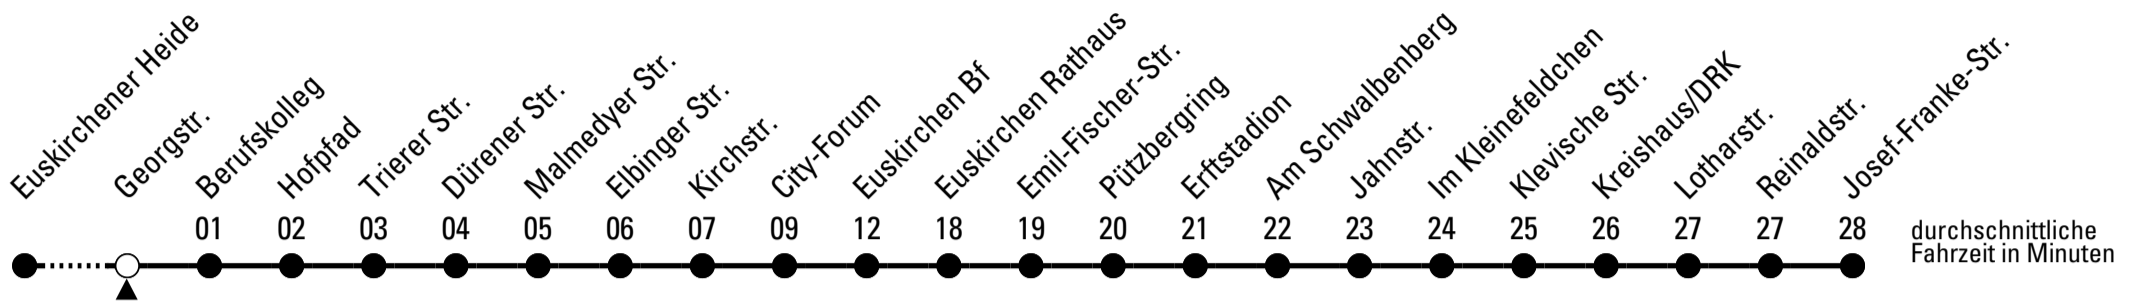 Euskirchener Heide
Georgstr.
Berufskolleg
Hofpfad
Trierer Str.
Dürener Str.
Malmedyer Str.
Elbinger Str.
Kirchstr.
City-Forum
Euskirchen Bf
Euskirchen Rathaus
Emil-Fischer-Str.
Pützbergring
Erftstadion
Am Schwalbenberg
Jahnstr.
Im Kleinefeldchen
Klevische Str.
Kreishaus/DRK
Lotharstr.
Reinaldstr.
Josef-Franke-Str.
01 02 03 04 05 06 07 09 12 18 19 20 21 22 23 24 25 26 27 27 28
durchschnittliche
Fahrzeit in Minuten